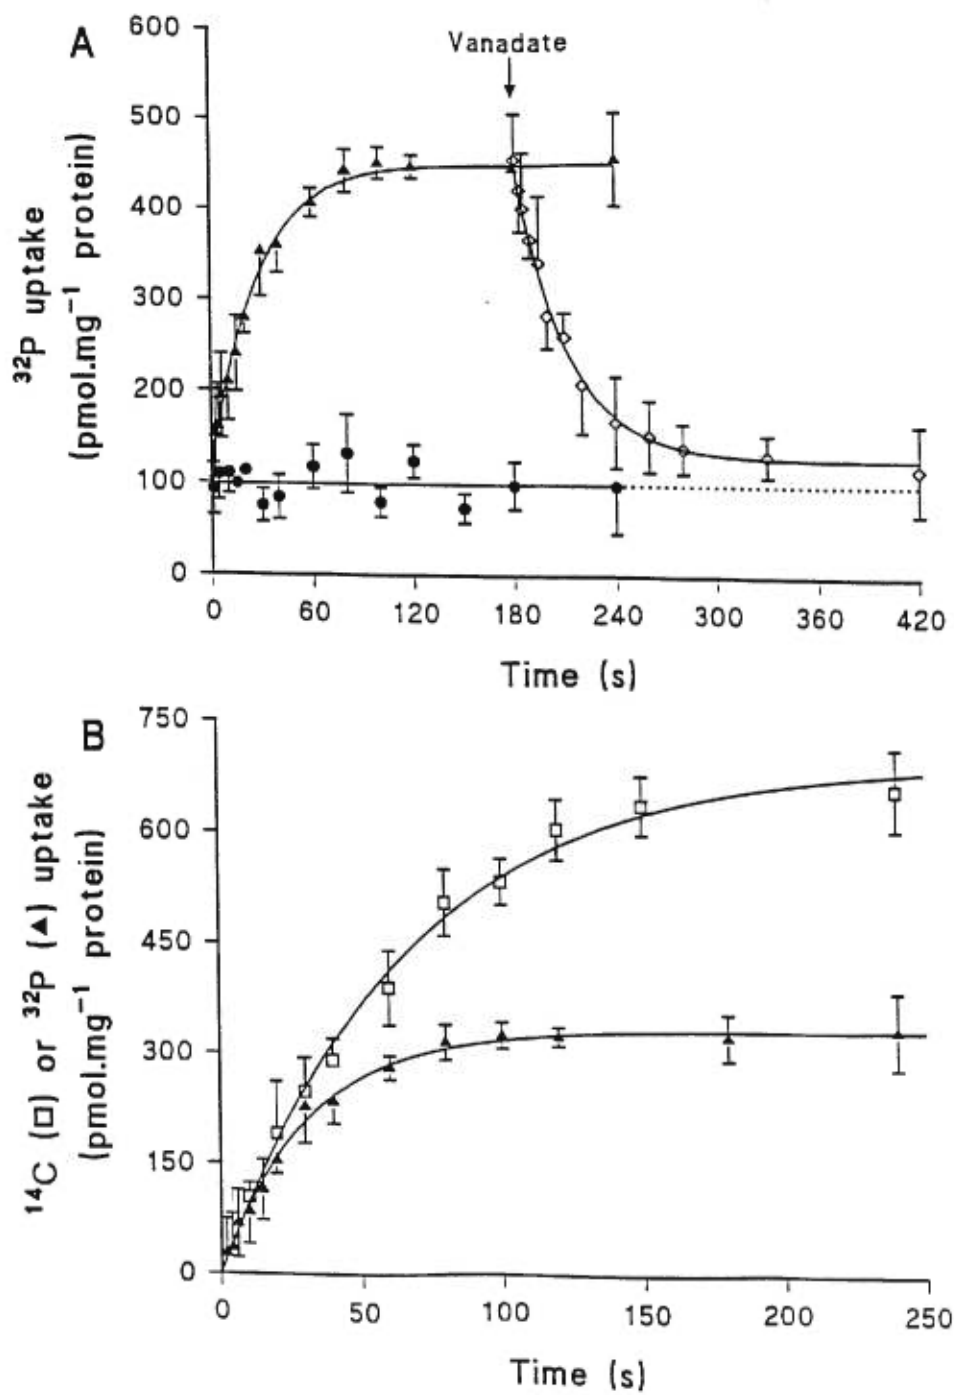 A
Vanadate
600
500
400
300
200
100
0
³²P uptake
(pmol.mg⁻¹ protein)
0 60 120 180 240 300 360 420
Time (s)
B
750
600
450
300
150
0
¹⁴C (□) or ³²P (▲) uptake
(pmol.mg⁻¹ protein)
0 50 100 150 200 250
Time (s)